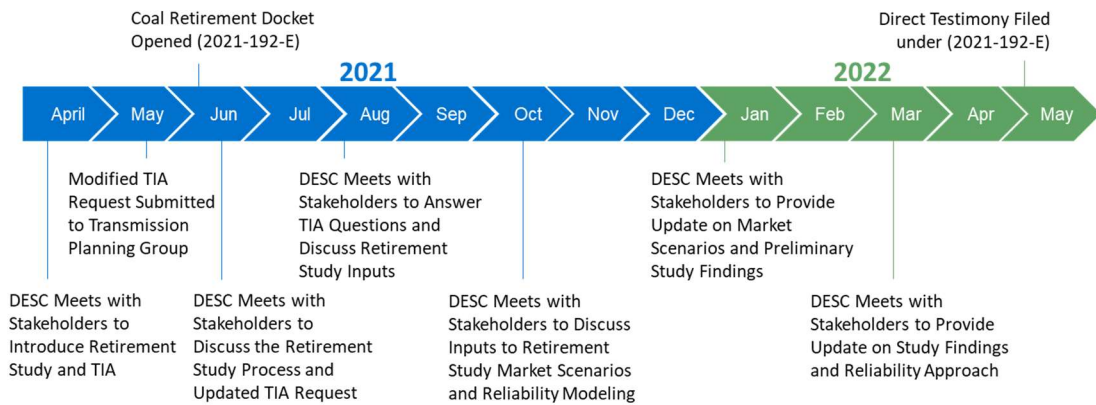 Coal Retirement Docket
Opened (2021-192-E)
Direct Testimony Filed
under (2021-192-E)
2021
2022
April
May
Jun
Jul
Aug
Sep
Oct
Nov
Dec
Jan
Feb
Mar
Apr
May
Modified TIA
Request Submitted
to Transmission
Planning Group
DESC Meets with
Stakeholders to Answer
TIA Questions and
Discuss Retirement
Study Inputs
DESC Meets with
Stakeholders to Provide
Update on Market
Scenarios and Preliminary
Study Findings
DESC Meets with
Stakeholders to
Introduce Retirement
Study and TIA
DESC Meets with
Stakeholders to
Discuss the Retirement
Study Process and
Updated TIA Request
DESC Meets with
Stakeholders to Discuss
Inputs to Retirement
Study Market Scenarios
and Reliability Modeling
DESC Meets with
Stakeholders to Provide
Update on Study Findings
and Reliability Approach